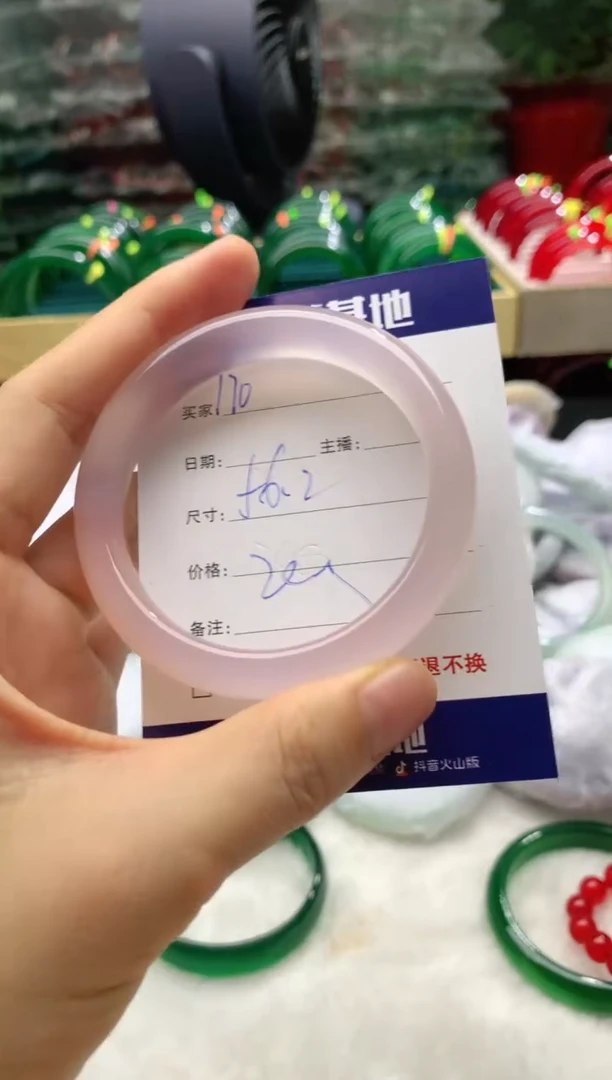 基地
买家 170
日期: 主播:
尺寸: 56.2
价格:
备注:
退不换
地
抖音火山版